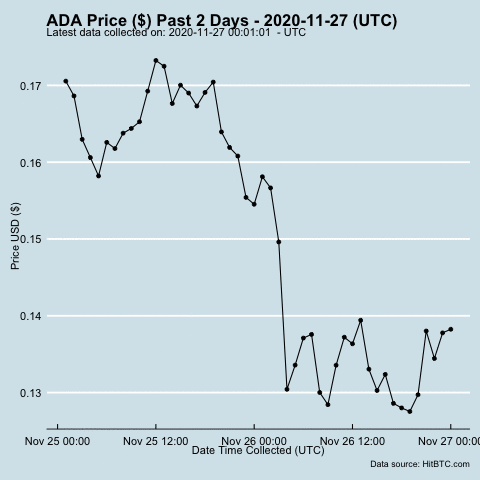 ADA Price ($) Past 2 Days - 2020-11-27 (UTC)
Latest data collected on: 2020-11-27 00:01:01 - UTC
0.17
0.16
0.15
0.14
0.13
Price USD ($)
Nov 25 00:00 Nov 25 12:00 Nov 26 00:00 Nov 26 12:00 Nov 27 00:00
Date Time Collected (UTC)
Data source: HitBTC.com